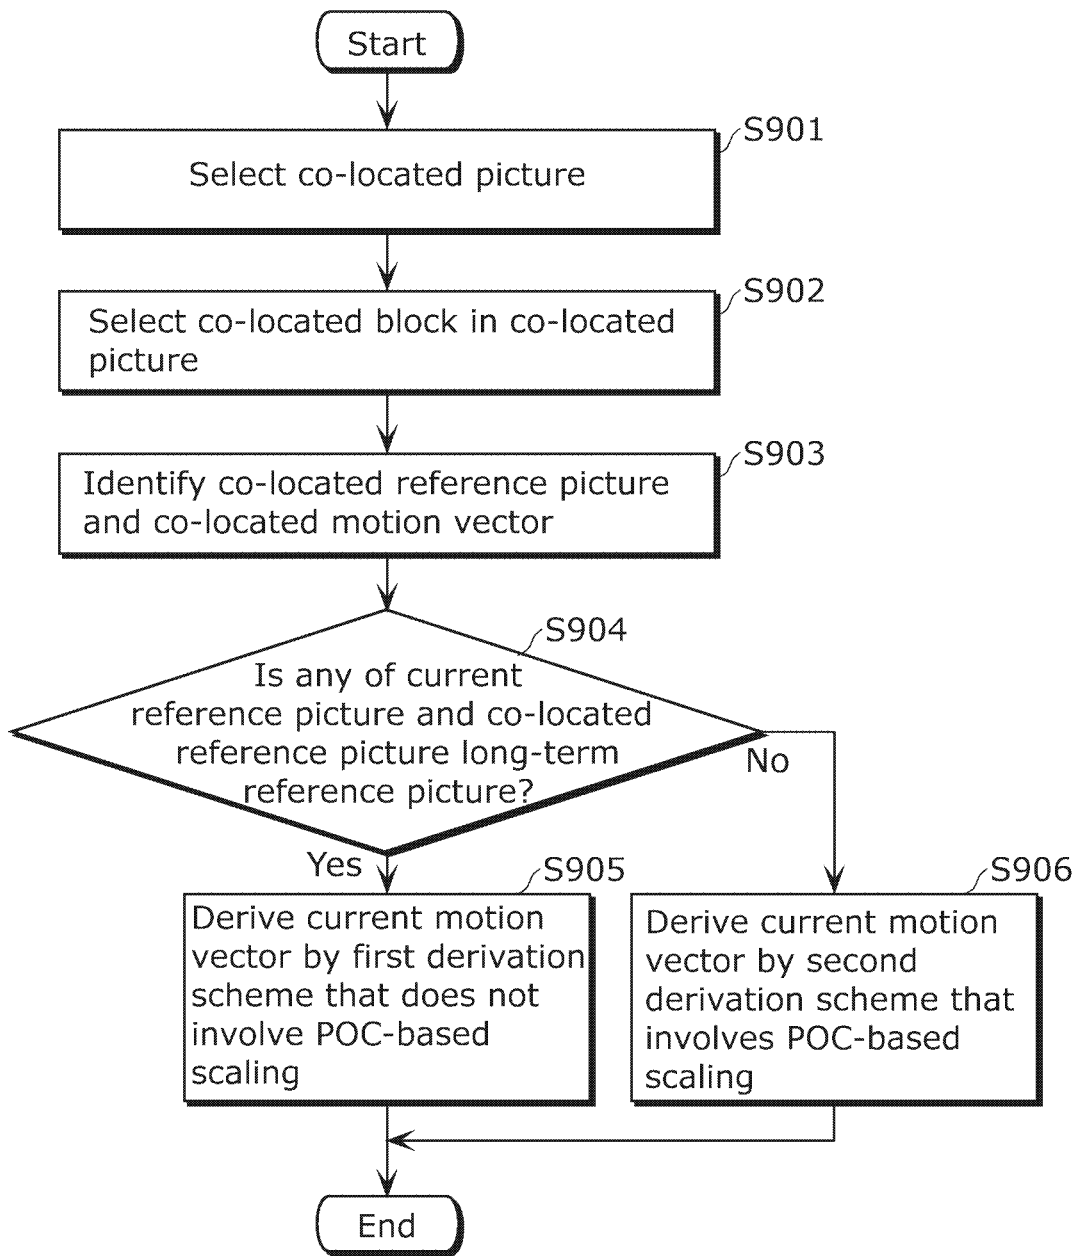 Start
S901
Select co-located picture
S902
Select co-located block in co-located
picture
S903
Identify co-located reference picture
and co-located motion vector
S904
Is any of current
reference picture and co-located
reference picture long-term
reference picture?
No
Yes
S905
Derive current motion
vector by first derivation
scheme that does not
involve POC-based
scaling
S906
Derive current motion
vector by second
derivation scheme that
involves POC-based
scaling
End